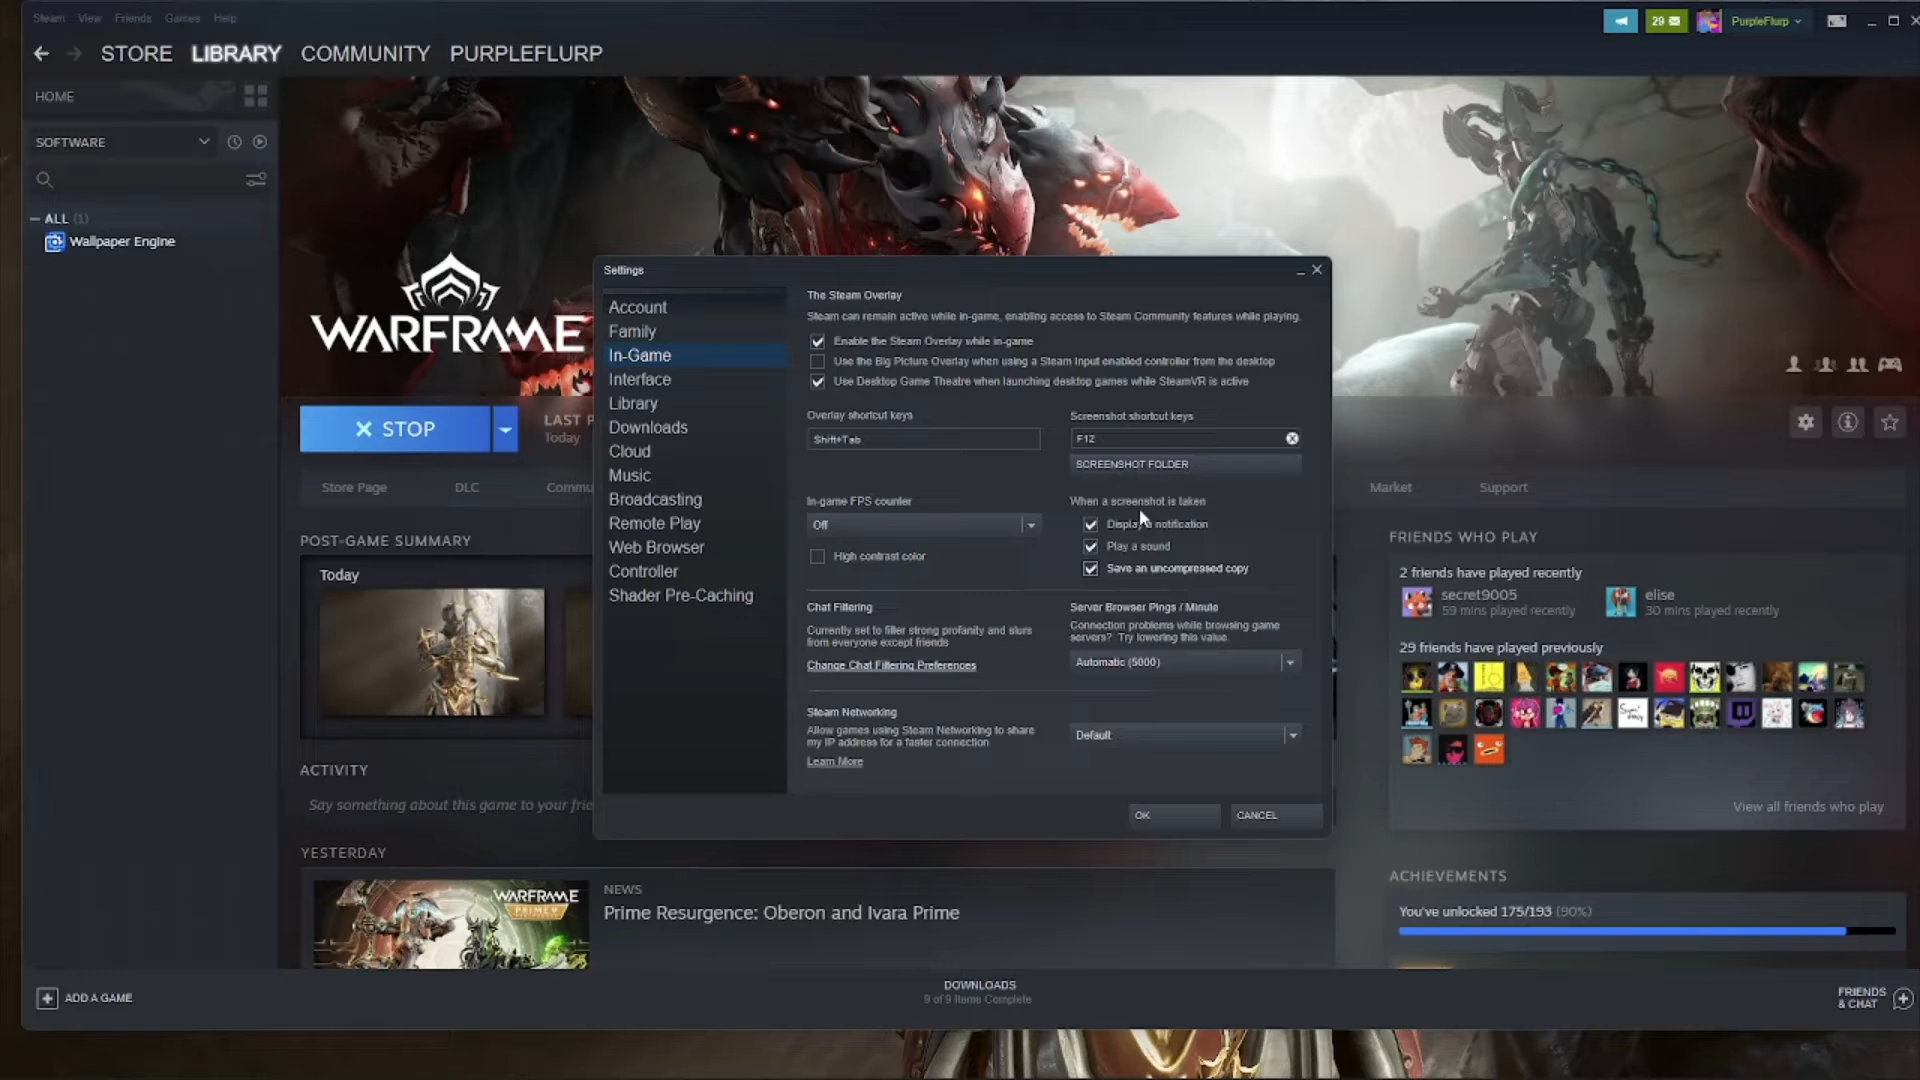 Steam View Friends Games Help
29
PurpleFlurp
STORE LIBRARY COMMUNITY PURPLEFLURP
HOME
SOFTWARE
ALL (1)
Wallpaper Engine
WARFRAME
STOP
LAST P
Today
Store Page
DLC
Commu
Market
Support
POST-GAME SUMMARY
Today
ACTIVITY
Say something about this game to your frie
YESTERDAY
WARFRAME
PRIME
NEWS
Prime Resurgence: Oberon and Ivara Prime
Settings
Account
Family
In-Game
Interface
Library
Downloads
Cloud
Music
Broadcasting
Remote Play
Web Browser
Controller
Shader Pre-Caching
The Steam Overlay
Steam can remain active while in-game, enabling access to Steam Community features while playing.
Enable the Steam Overlay while in-game
Use the Big Picture Overlay when using a Steam Input enabled controller from the desktop
Use Desktop Game Theatre when launching desktop games while SteamVR is active
Overlay shortcut keys
Shift+Tab
Screenshot shortcut keys
F12
SCREENSHOT FOLDER
In-game FPS counter
Off
High contrast color
When a screenshot is taken
Display a notification
Play a sound
Save an uncompressed copy
Chat Filtering
Currently set to filter strong profanity and slurs
from everyone except friends
Change Chat Filtering Preferences
Server Browser Pings / Minute
Connection problems while browsing game
servers? Try lowering this value.
Automatic (5000)
Steam Networking
Allow games using Steam Networking to share
my IP address for a faster connection
Learn More
Default
OK
CANCEL
FRIENDS WHO PLAY
2 friends have played recently
secret9005
59 mins played recently
elise
30 mins played recently
29 friends have played previously
View all friends who play
ACHIEVEMENTS
You've unlocked 175/193 (90%)
ADD A GAME
DOWNLOADS
9 of 9 Items Complete
FRIENDS
& CHAT